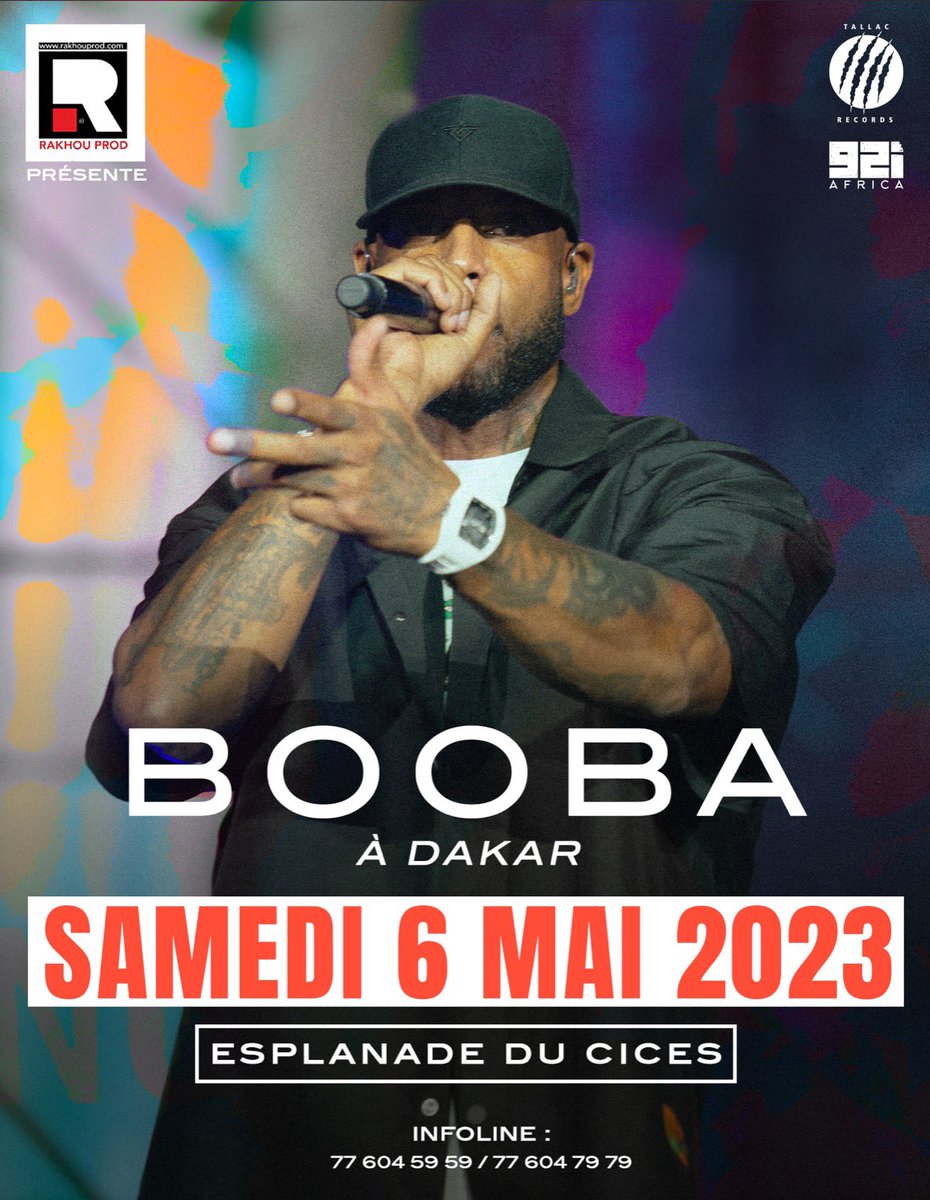 www.rakhouprod.com
R
RAKHOU PROD
PRÉSENTE
TALLAC
RECORDS
92i
AFRICA
BOOBA
À DAKAR
SAMEDI 6 MAI 2023
ESPLANADE DU CICES
INFOLINE :
77 604 59 59 / 77 604 79 79